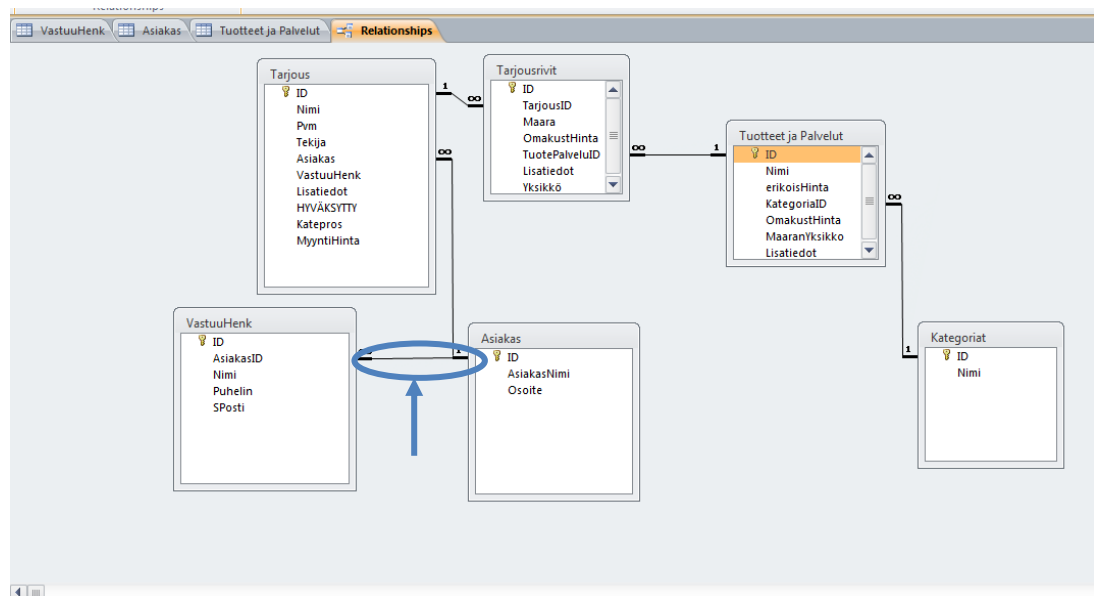 Relationships
VastuuHenk Asiakas Tuotteet ja Palvelut Relationships
Tarjous
ID
Nimi
Pvm
Tekija
Asiakas
VastuuHenk
Lisatiedot
HYVÄKSYTTY
Katepros
MyyntiHinta
1
∞
∞
Tarjousrivit
ID
TarjousID
Maara
OmakustHinta
TuotePalveluID
Lisatiedot
Yksikkö
∞
1
Tuotteet ja Palvelut
ID
Nimi
erikoisHinta
KategoriaID
OmakustHinta
MaaranYksikko
Lisatiedot
∞
VastuuHenk
ID
AsiakasID
Nimi
Puhelin
SPosti
∞
1
Asiakas
ID
AsiakasNimi
Osoite
1
Kategoriat
ID
Nimi